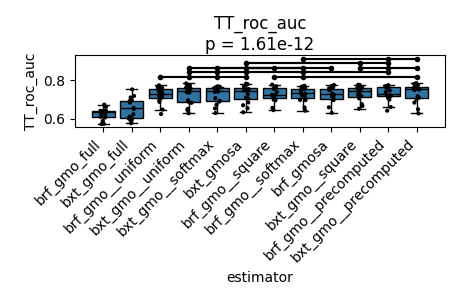 TT_roc_auc
p = 1.61e-12
TT_roc_auc
0.8
0.6
brf_gmo_full
bxt_gmo_full
brf_gmo__uniform
bxt_gmo__uniform
bxt_gmo__softmax
bxt_gmosa
brf_gmo__square
brf_gmo__softmax
brf_gmosa
bxt_gmo__square
brf_gmo__precomputed
bxt_gmo__precomputed
estimator